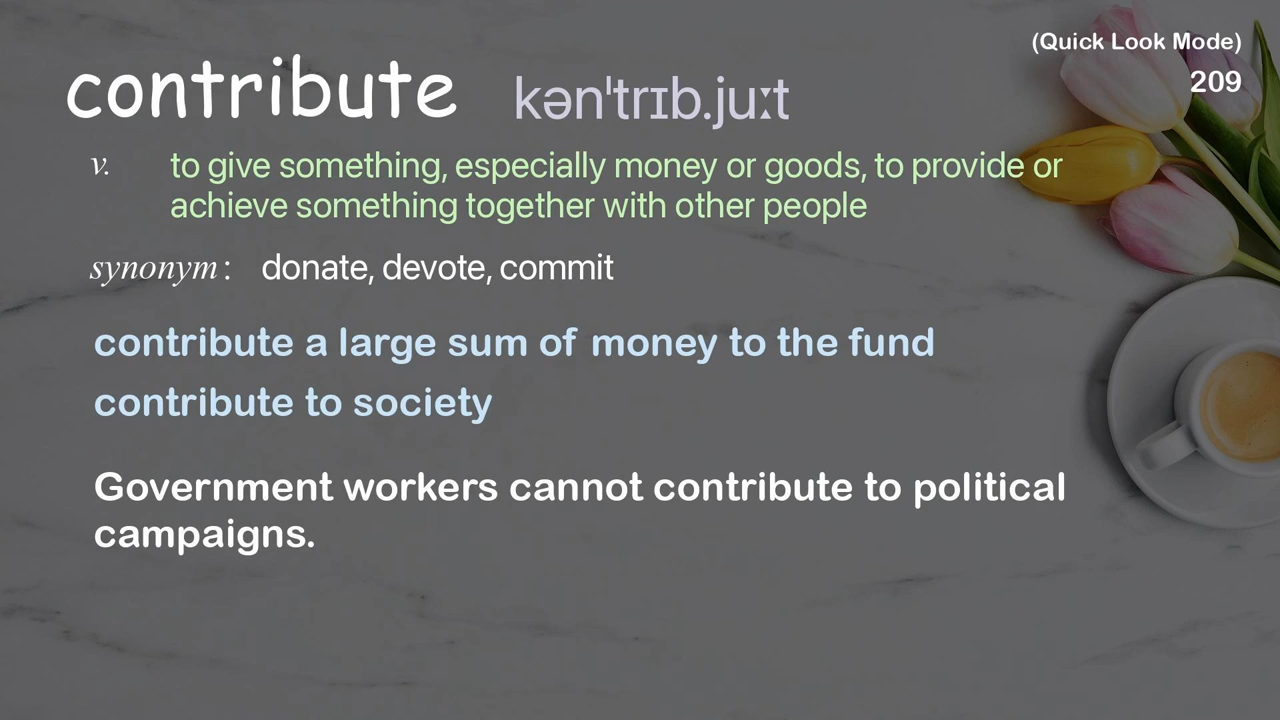 (Quick Look Mode)
contribute kən'trɪb.juːt
209
v. to give something, especially money or goods, to provide or
achieve something together with other people
synonym: donate, devote, commit
contribute a large sum of money to the fund
contribute to society
Government workers cannot contribute to political
campaigns.